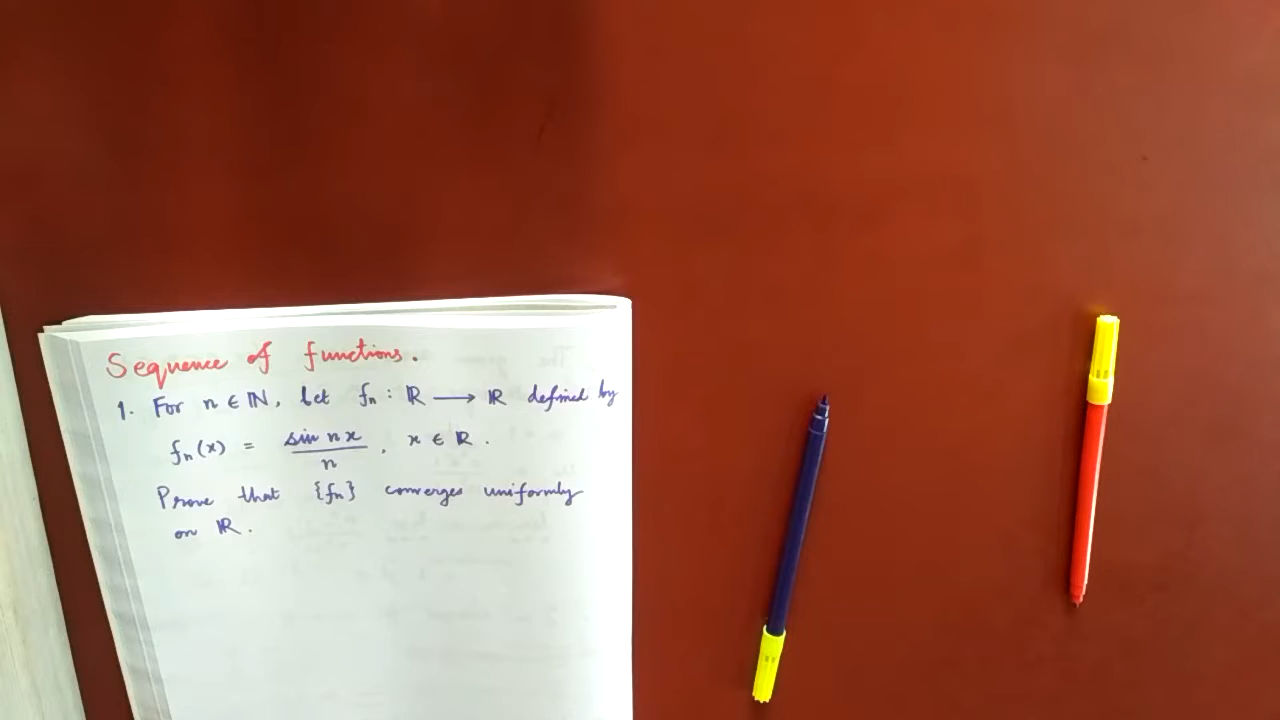 Sequence of functions.
1. For n ∈ ℕ, let fₙ : ℝ ⟶ ℝ defined by
fₙ(x) = sin nx / n , x ∈ ℝ.
Prove that {fₙ} converges uniformly
on ℝ.